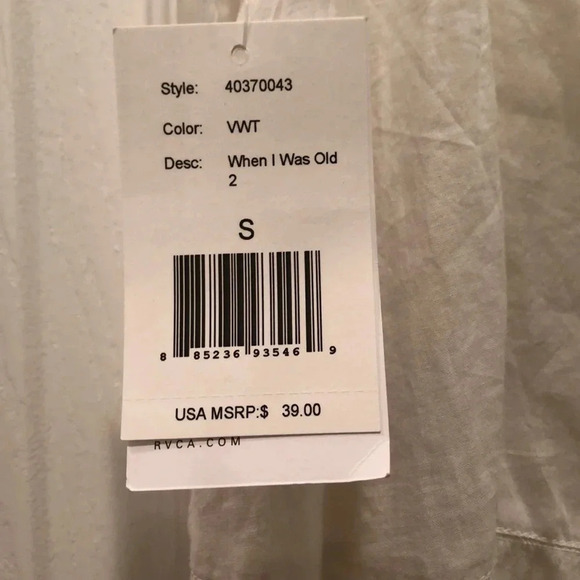 Style: 40370043
Color: VWT
Desc: When I Was Old
2
S
8 85236 93546 9
USA MSRP:$ 39.00
RVCA.COM